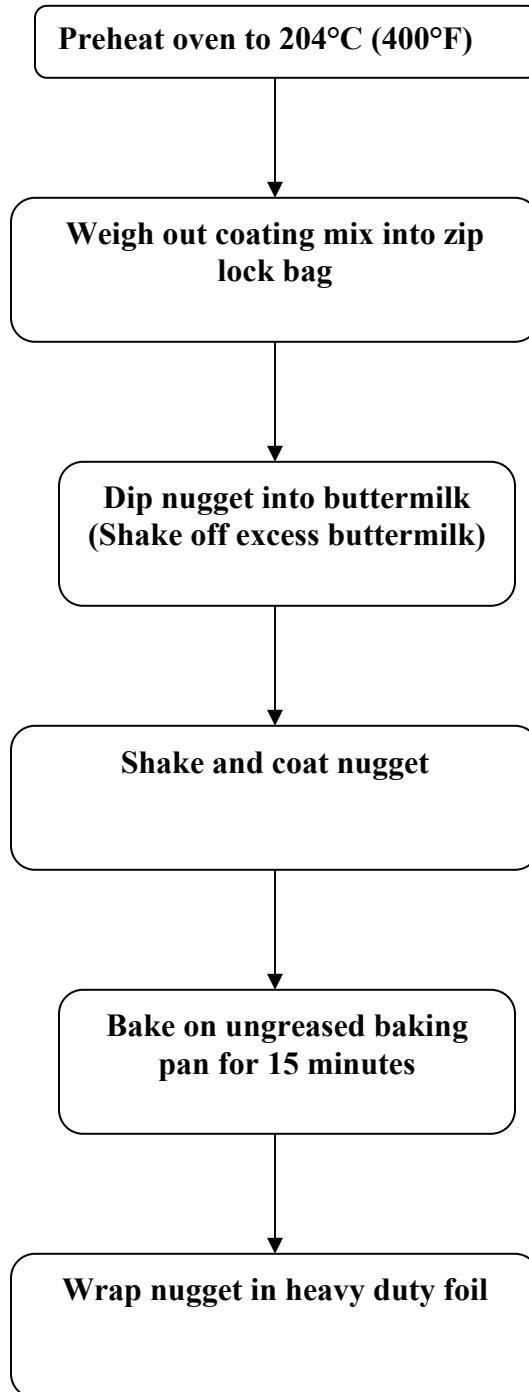 Preheat oven to 204°C (400°F)
Weigh out coating mix into zip
lock bag
Dip nugget into buttermilk
(Shake off excess buttermilk)
Shake and coat nugget
Bake on ungreased baking
pan for 15 minutes
Wrap nugget in heavy duty foil